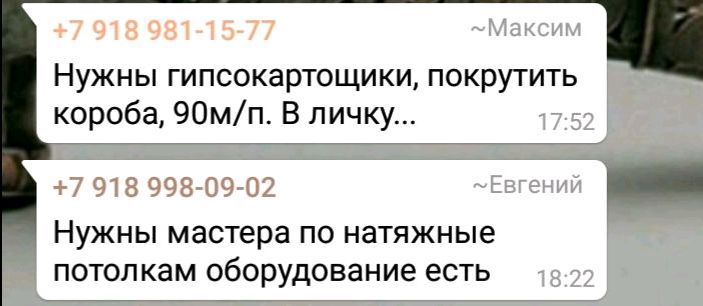 +7 918 981-15-77 ~Максим
Нужны гипсокартощики, покрутить
короба, 90м/п. В личку...
17:52
+7 918 998-09-02 ~Евгений
Нужны мастера по натяжные
потолкам оборудование есть
18:22